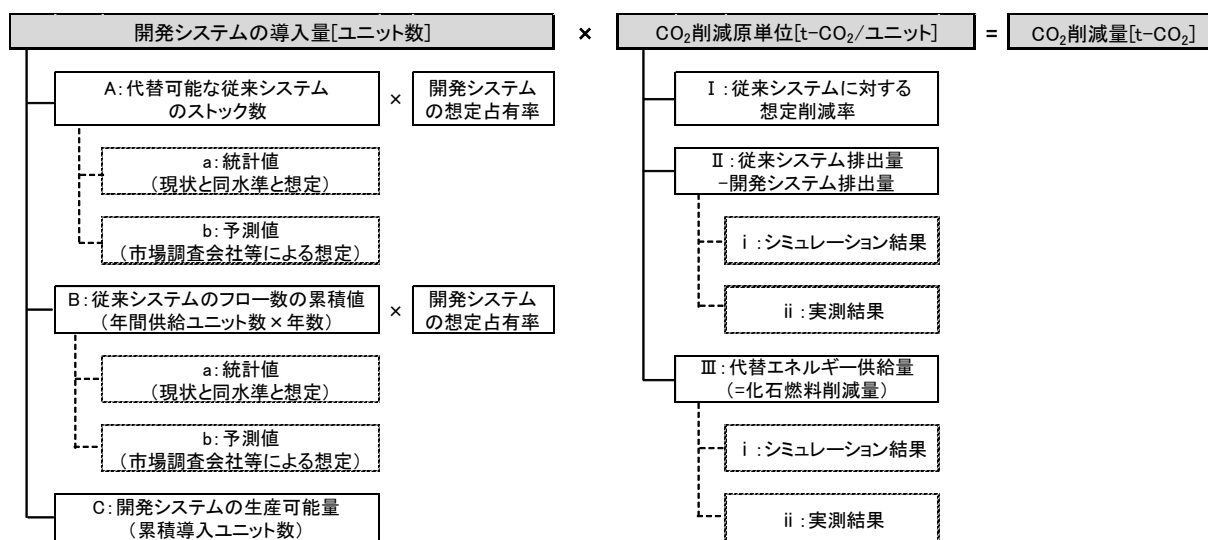 開発システムの導入量[ユニット数]
×
CO₂削減原単位[t-CO₂/ユニット]
=
CO₂削減量[t-CO₂]
A:代替可能な従来システム
のストック数
×
開発システム
の想定占有率
a:統計値
(現状と同水準と想定)
b:予測値
(市場調査会社等による想定)
B:従来システムのフロー数の累積値
(年間供給ユニット数×年数)
×
開発システム
の想定占有率
a:統計値
(現状と同水準と想定)
b:予測値
(市場調査会社等による想定)
C:開発システムの生産可能量
(累積導入ユニット数)
Ⅰ:従来システムに対する
想定削減率
Ⅱ:従来システム排出量
-開発システム排出量
ⅰ:シミュレーション結果
ⅱ:実測結果
Ⅲ:代替エネルギー供給量
(=化石燃料削減量)
ⅰ:シミュレーション結果
ⅱ:実測結果